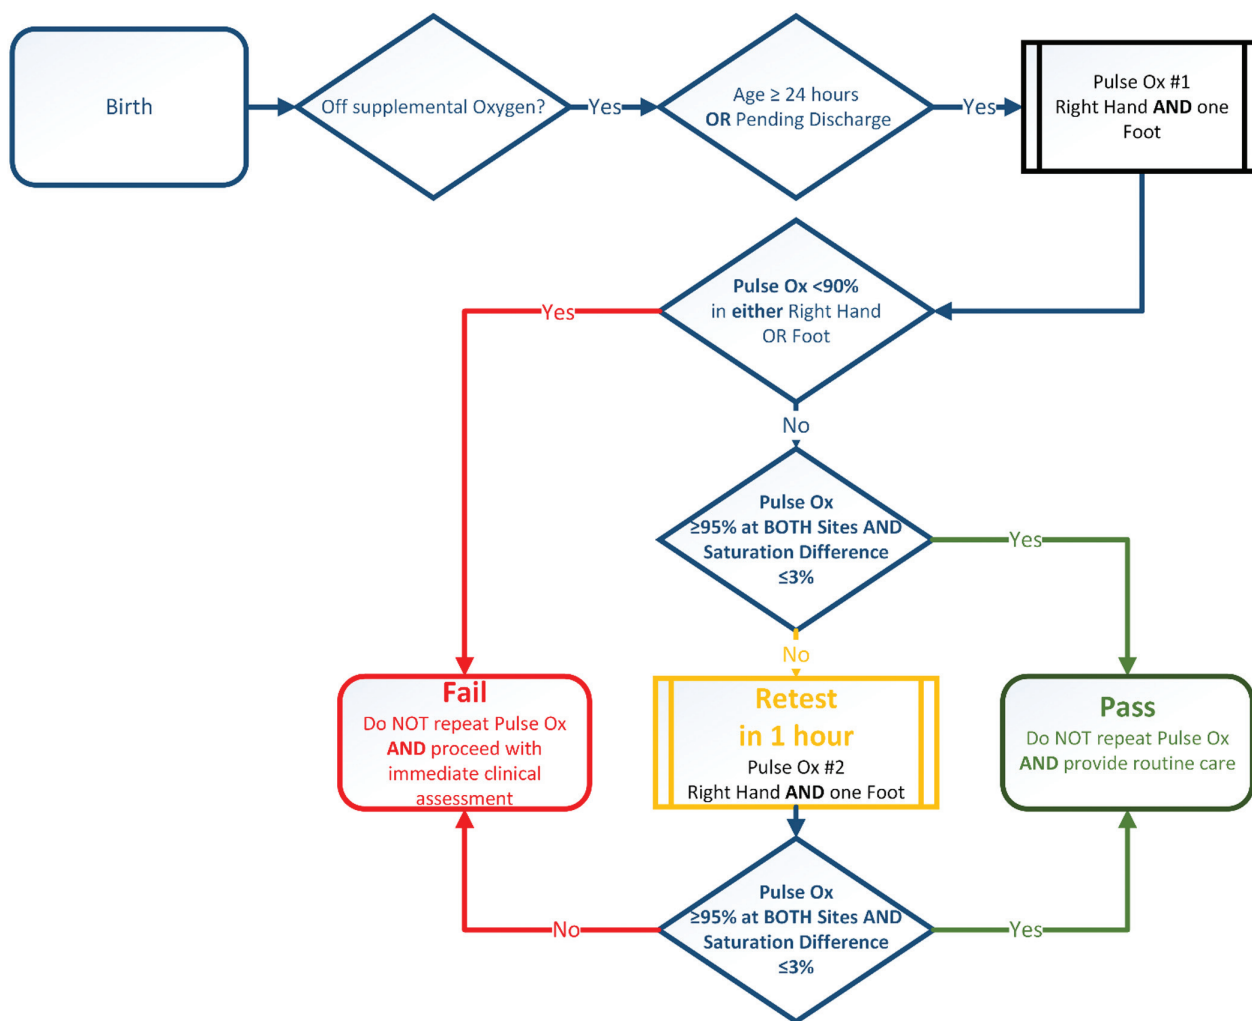 Birth
Off supplemental Oxygen?
Yes
Age ≥ 24 hours
OR Pending Discharge
Yes
Pulse Ox #1
Right Hand AND one
Foot
Pulse Ox <90%
in either Right Hand
OR Foot
Yes
No
Pulse Ox
≥95% at BOTH Sites AND
Saturation Difference
≤3%
Yes
No
Fail
Do NOT repeat Pulse Ox
AND proceed with
immediate clinical
assessment
Retest
in 1 hour
Pulse Ox #2
Right Hand AND one Foot
Pass
Do NOT repeat Pulse Ox
AND provide routine care
Pulse Ox
≥95% at BOTH Sites AND
Saturation Difference
≤3%
No
Yes